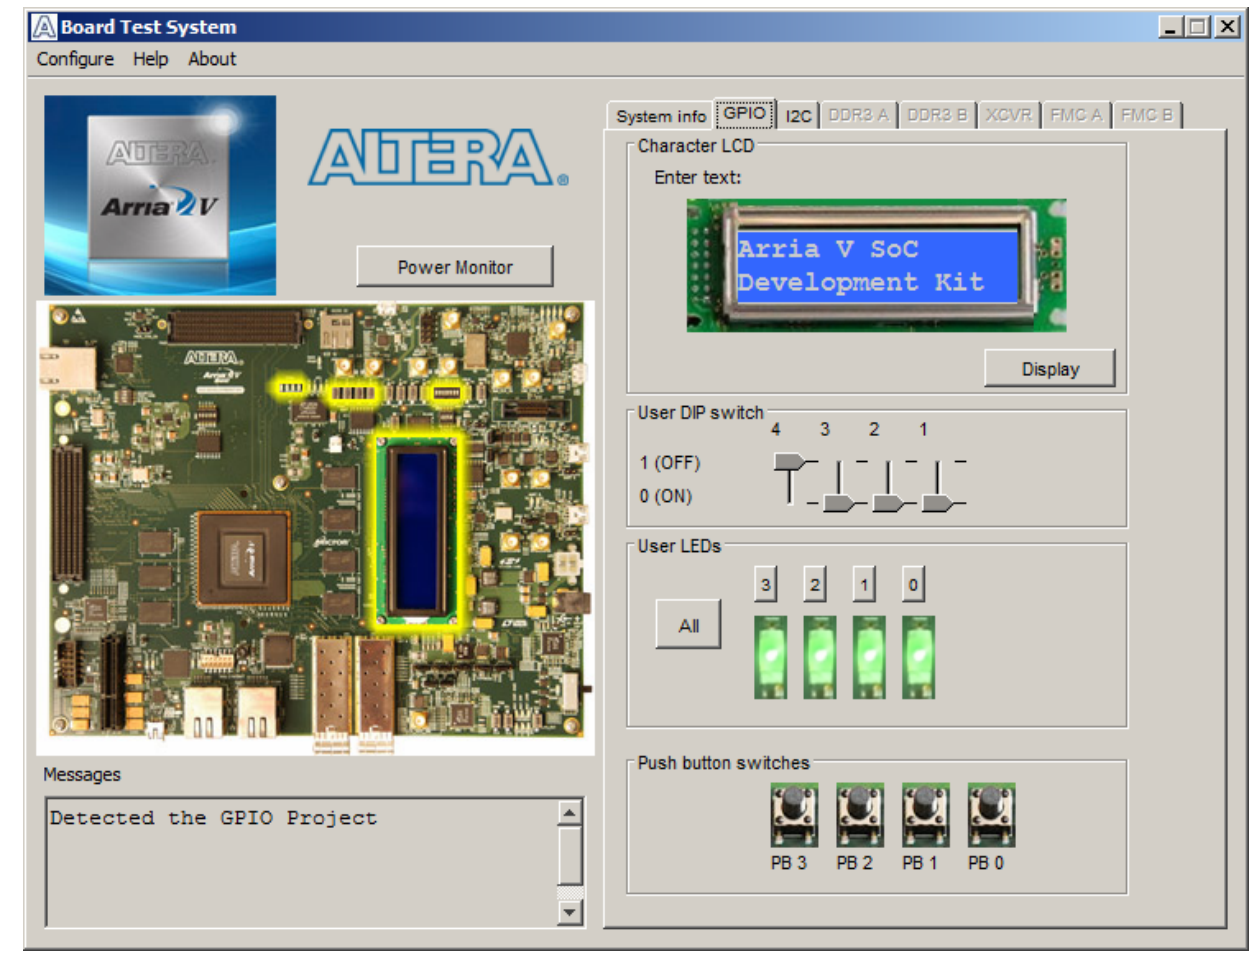 Board Test System
Configure Help About
ALTERA®
Arria V
ALTERA®
Power Monitor
ALTERA®
Arria V
Messages
Detected the GPIO Project
System info GPIO I2C DDR3 A DDR3 B XCVR FMC A FMC B
Character LCD
Enter text:
Arria V SoC
Development Kit
Display
User DIP switch
4 3 2 1
1 (OFF)
0 (ON)
User LEDs
3 2 1 0
All
Push button switches
PB 3 PB 2 PB 1 PB 0